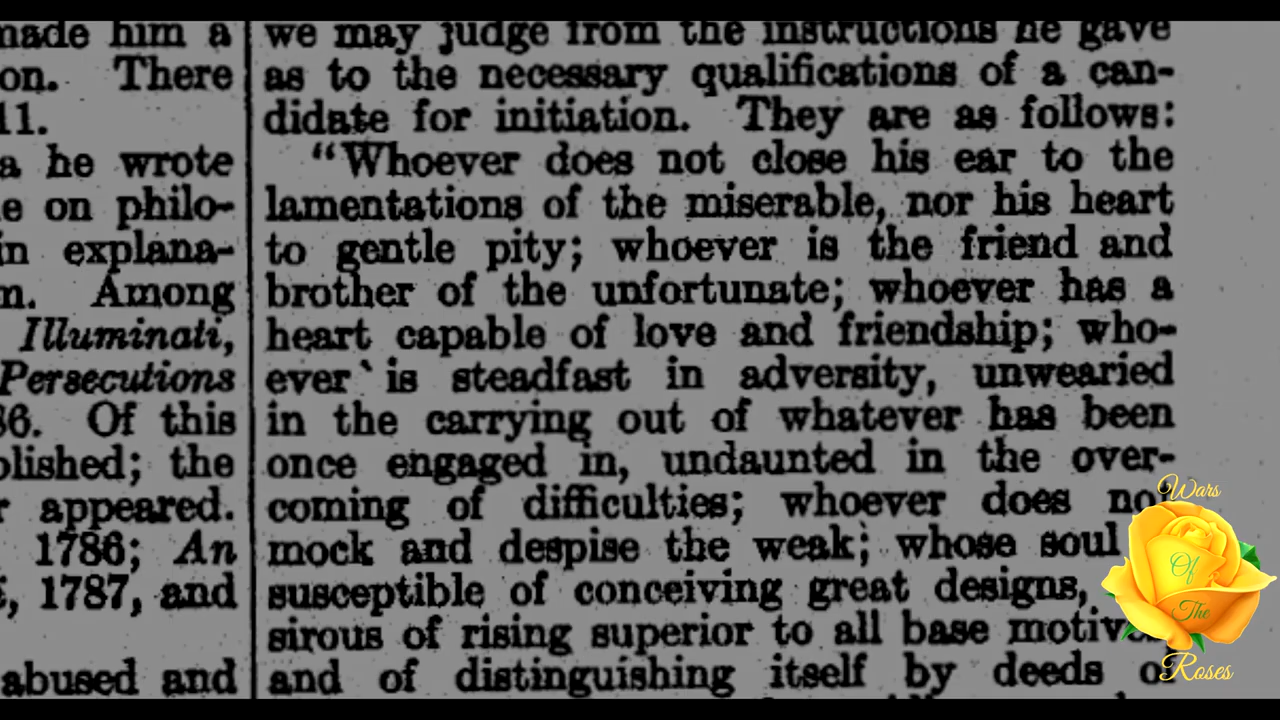 made him a
on. There
11.
a he wrote
e on philo-
in explana-
m. Among
Illuminati,
Persecutions
86. Of this
blished; the
r appeared.
1786; An
, 1787, and
abused and
we may judge from the instructions he gave
as to the necessary qualifications of a can-
didate for initiation. They are as follows:
"Whoever does not close his ear to the
lamentations of the miserable, nor his heart
to gentle pity; whoever is the friend and
brother of the unfortunate; whoever has a
heart capable of love and friendship; who-
ever is steadfast in adversity, unwearied
in the carrying out of whatever has been
once engaged in, undaunted in the over-
coming of difficulties; whoever does not
mock and despise the weak; whose soul
susceptible of conceiving great designs,
sirous of rising superior to all base motives
and of distinguishing itself by deeds of
Wars
Of
The
Roses